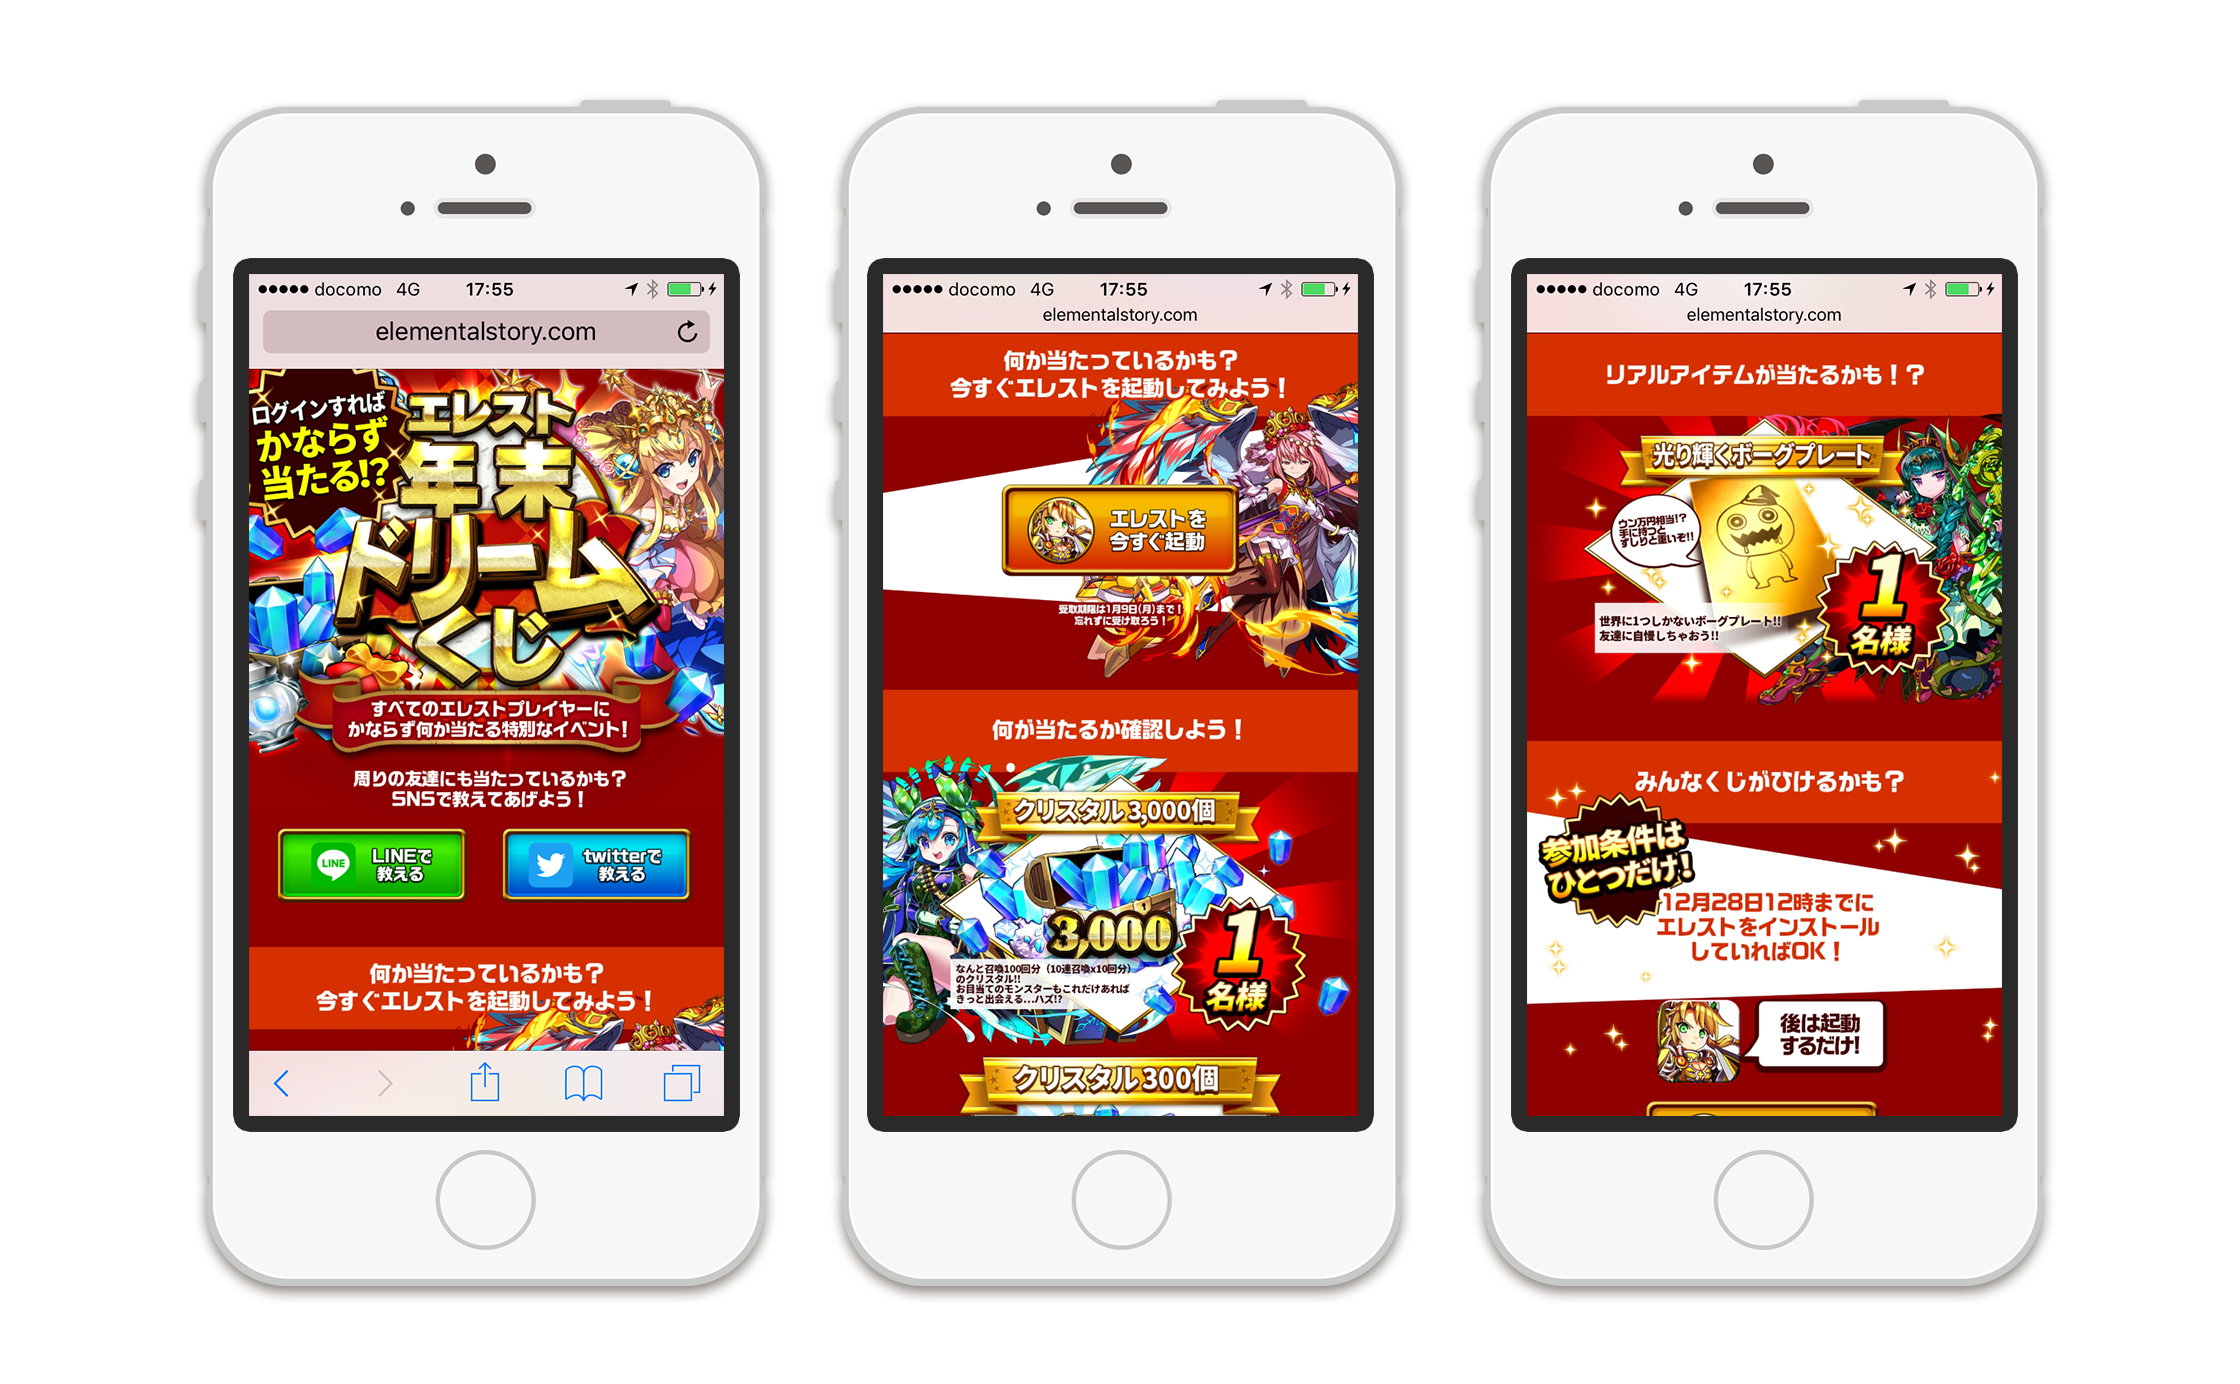 docomo 4G 17:55
elementalstory.com
ログインすれば
かならず
当たる!?
エレスト
年末
ドリーム
くじ
すべてのエレストプレイヤーに
かならず何か当たる特別なイベント!
周りの友達にも当たっているかも？
SNSで教えてあげよう！
LINE
LINEで
教える
twitterで
教える
何か当たっているかも？
今すぐエレストを起動してみよう！
docomo 4G 17:55
elementalstory.com
何か当たっているかも？
今すぐエレストを起動してみよう！
エレストを
今すぐ起動
受取期限は1月9日(月)まで！
忘れずに受け取ろう！
何が当たるか確認しよう！
クリスタル3,000個
3,000
1
名様
なんと召喚100回分（10連召喚x10回分）
のクリスタル!!
お目当てのモンスターもこれだけあれば
きっと出会える...ハズ!?
クリスタル300個
docomo 4G 17:55
elementalstory.com
リアルアイテムが当たるかも！？
光り輝くボーグプレート
ウン万円相当!?
手に持つと
ずしりと重いぞ!!
1
名様
世界に1つしかないボーグプレート!!
友達に自慢しちゃおう!!
みんなくじがひけるかも？
参加条件は
ひとつだけ!
12月28日12時までに
エレストをインストール
していればOK！
後は起動
するだけ!